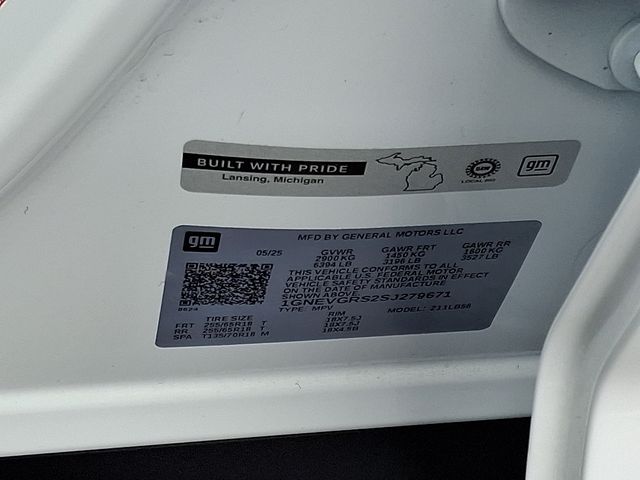 BUILT WITH PRIDE
Lansing, Michigan
UAW
LOCAL 602
gm
gm
MFD BY GENERAL MOTORS LLC
05/25 GVWR GAWR FRT GAWR RR
2900 KG 1450 KG 1600 KG
6394 LB 3196 LB 3527 LB
THIS VEHICLE CONFORMS TO ALL
APPLICABLE U.S. FEDERAL MOTOR
VEHICLE SAFETY STANDARDS IN EFFECT
ON THE DATE OF MANUFACTURE
1GNEVGRS2SJ279671
TYPE: MPV MODEL:
TIRE SIZE RIM
FRT 255/65R18 T 18X7.5J
RR 255/65R18 T 18X7.5J
SPA T135/70R18 M 18X4.5B